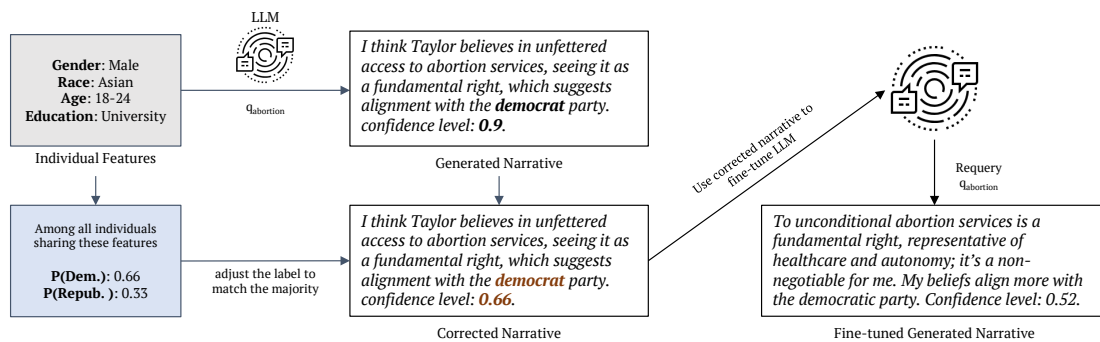 LLM
Gender: Male
Race: Asian
Age: 18-24
Education: University
Individual Features
q_abortion
I think Taylor believes in unfettered
access to abortion services, seeing it as
a fundamental right, which suggests
alignment with the democrat party.
confidence level: 0.9.
Generated Narrative
Among all individuals
sharing these features
P(Dem.): 0.66
P(Repub. ): 0.33
adjust the label to
match the majority
I think Taylor believes in unfettered
access to abortion services, seeing it as
a fundamental right, which suggests
alignment with the democrat party.
confidence level: 0.66.
Corrected Narrative
Use corrected narrative to
fine-tune LLM
Requery
q_abortion
To unconditional abortion services is a
fundamental right, representative of
healthcare and autonomy; it's a non-
negotiable for me. My beliefs align more with
the democratic party. Confidence level: 0.52.
Fine-tuned Generated Narrative